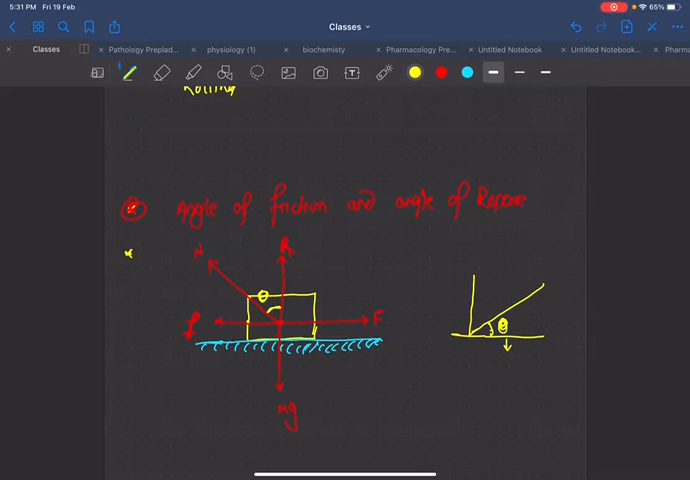 5:31 PM Fri 19 Feb
65%
Classes
Classes
Pathology Preplad...
physiology (1)
biochemisty
Pharmacology Pre...
Untitled Notebook
Untitled Notebook...
Pharma
T
Rolling
Angle of friction and angle of Repose
N
R
θ
f
F
θ
mg